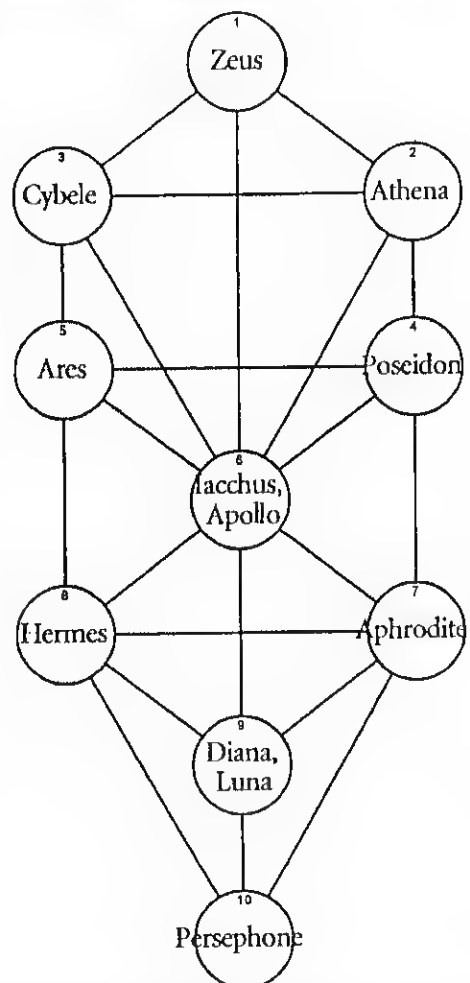 1
Zeus
3
Cybele
2
Athena
5
Ares
4
Poseidon
6
Iacchus,
Apollo
8
Hermes
7
Aphrodite
9
Diana,
Luna
10
Persephone